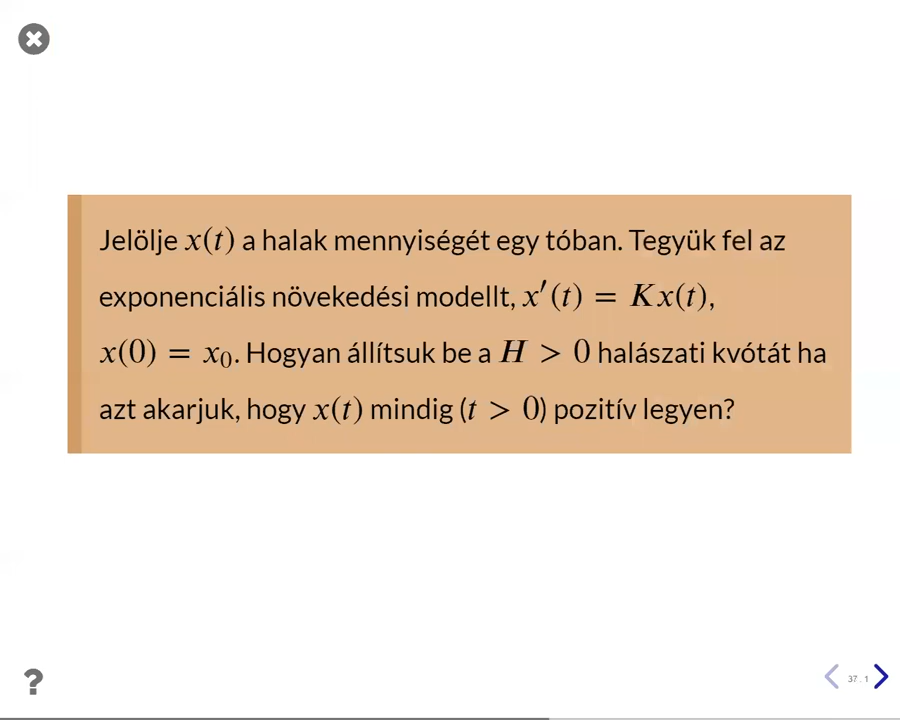 Jelölje x(t) a halak mennyiségét egy tóban. Tegyük fel az
exponenciális növekedési modellt, x′(t) = Kx(t),
x(0) = x₀. Hogyan állítsuk be a H > 0 halászati kvótát ha
azt akarjuk, hogy x(t) mindig (t > 0) pozitív legyen?
?
37 . 1